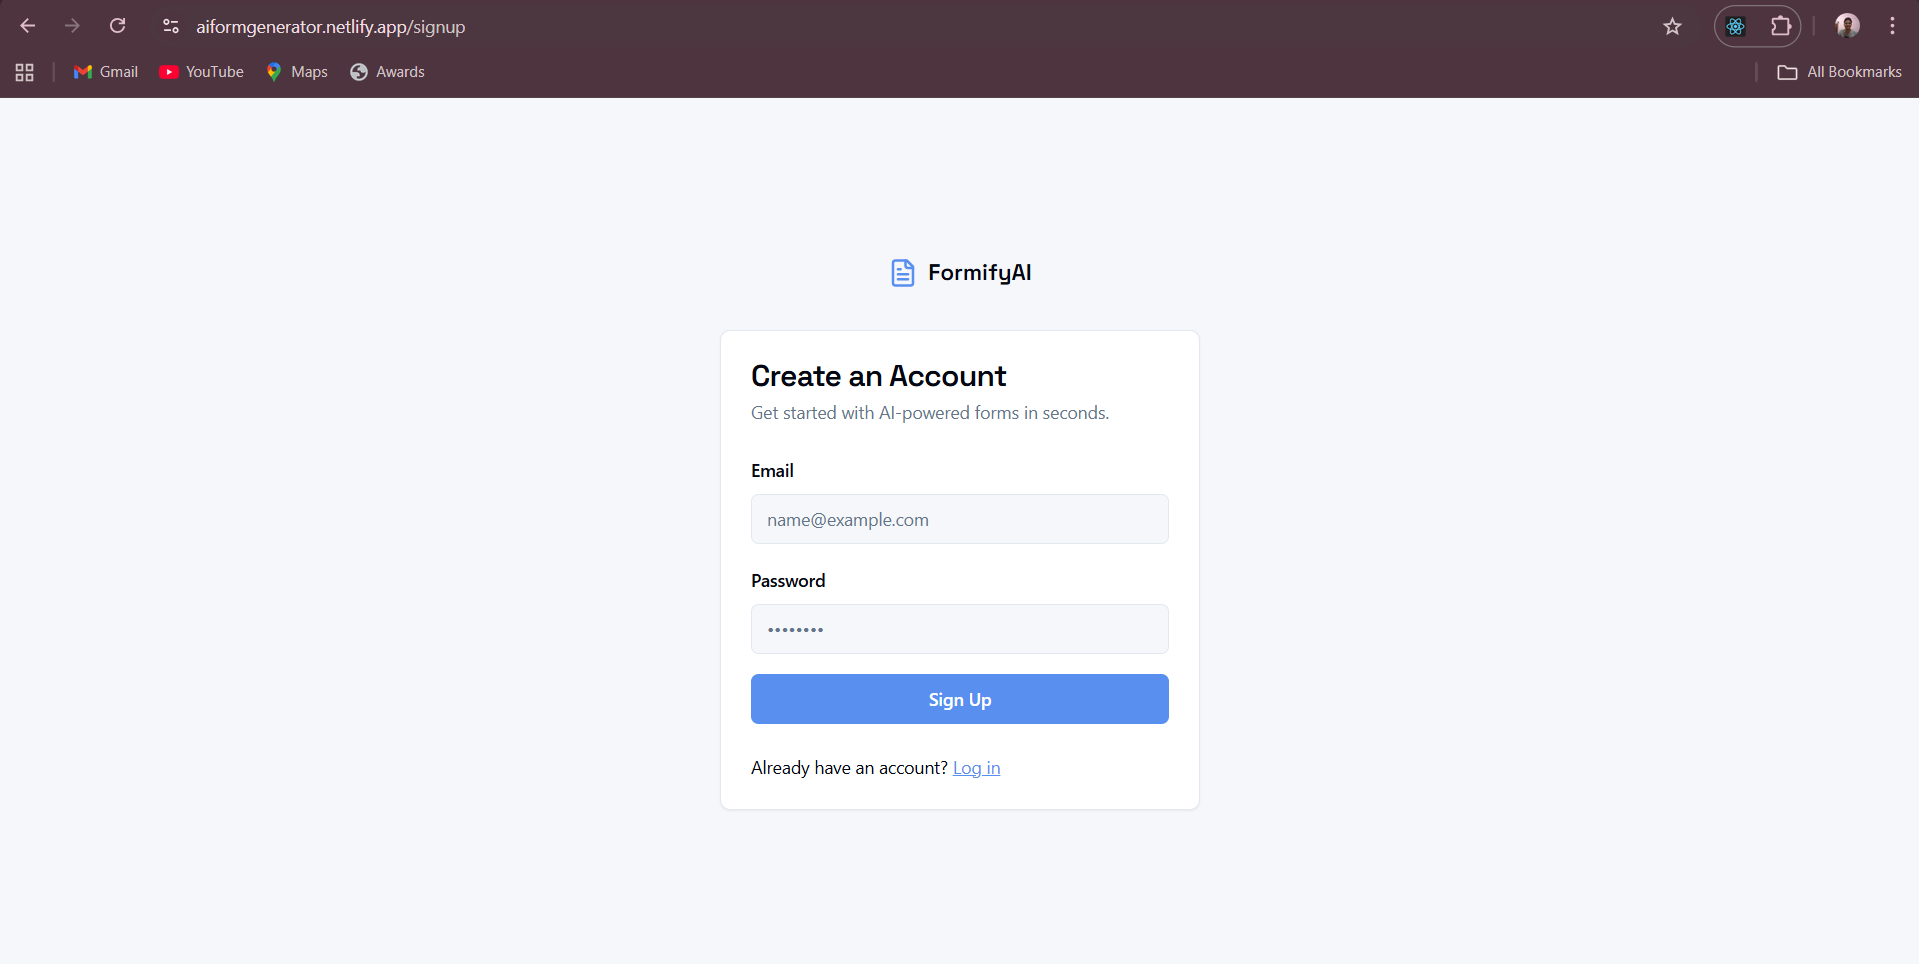 aiformgenerator.netlify.app/signup
Gmail
YouTube
Maps
Awards
All Bookmarks
FormifyAI
Create an Account
Get started with AI-powered forms in seconds.
Email
name@example.com
Password
••••••••
Sign Up
Already have an account? Log in